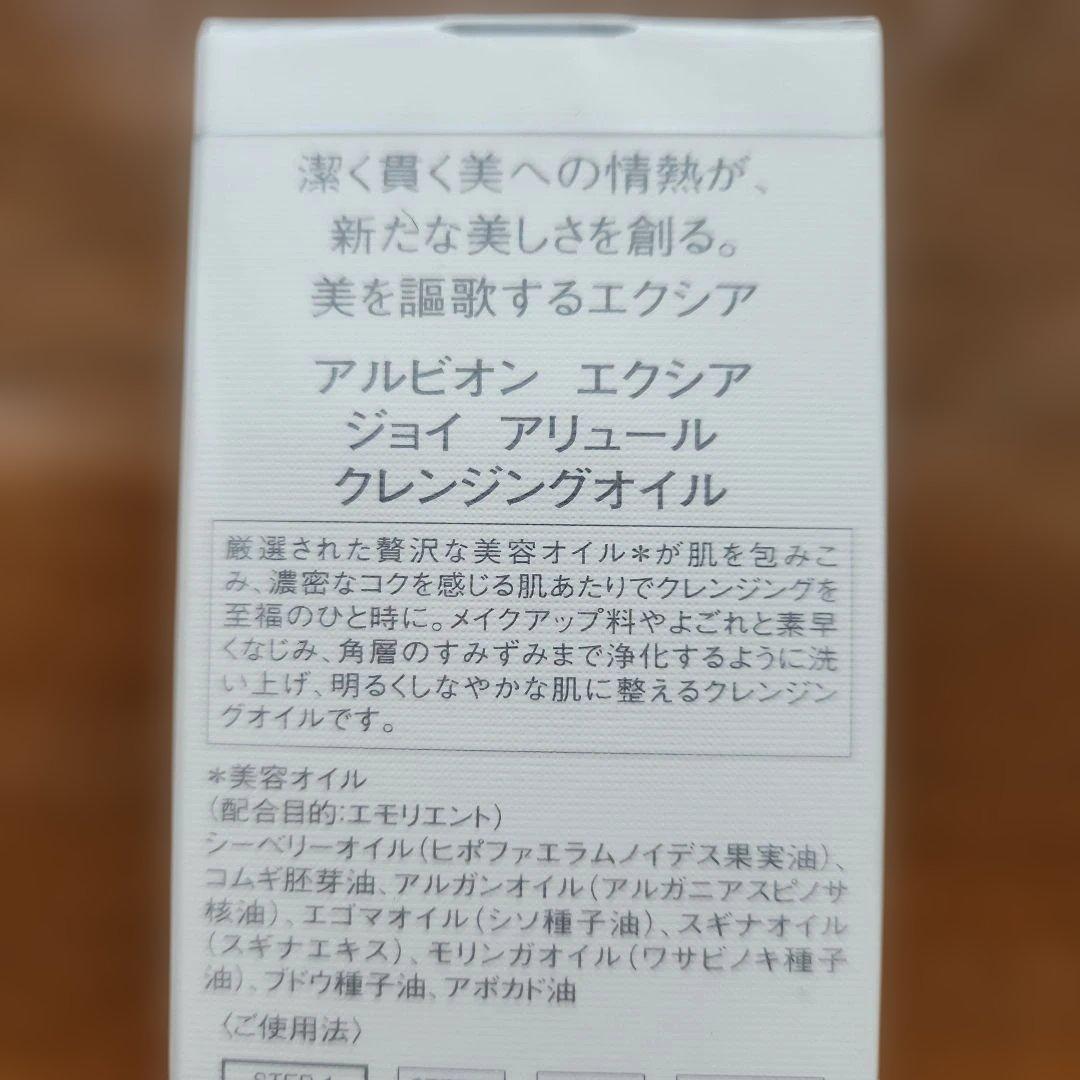 潔く貫く美への情熱が、
新たな美しさを創る。
美を謳歌するエクシア
アルビオン エクシア
ジョイ アリュール
クレンジングオイル
厳選された贅沢な美容オイル＊が肌を包みこ
み、濃密なコクを感じる肌あたりでクレンジングを
至福のひと時に。メイクアップ料やよごれと素早
くなじみ、角層のすみずみまで浄化するように洗
い上げ、明るくしなやかな肌に整えるクレンジン
グオイルです。
＊美容オイル
(配合目的:エモリエント)
シーベリーオイル(ヒポファエラムノイデス果実油)、
コムギ胚芽油、アルガンオイル(アルガニアスピノサ
核油)、エゴマオイル(シソ種子油)、スギナオイル
(スギナエキス)、モリンガオイル(ワサビノキ種子
油)、ブドウ種子油、アボカド油
〈ご使用法〉